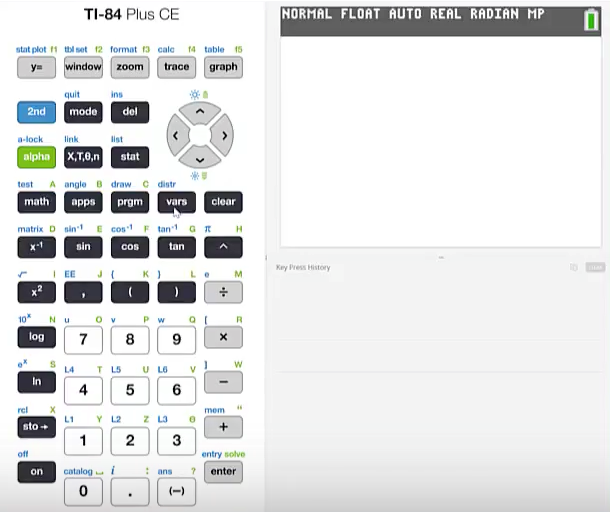 TI-84 Plus CE
NORMAL FLOAT AUTO REAL RADIAN MP
stat plot f1 tbl set f2 format f3 calc f4 table f5
y= window zoom trace graph
quit ins
2nd mode del
a-lock link list
alpha X,T,θ,n stat
test A angle B draw C distr
math apps prgm vars clear
matrix D sin⁻¹ E cos⁻¹ F tan⁻¹ G π H
x⁻¹ sin cos tan ^
√ I EE J { K } L e M
x² , ( ) ÷
10ˣ N u O v P w Q [ R
log 7 8 9 ×
eˣ S L4 T L5 U L6 V ] W
ln 4 5 6 −
rcl X L1 Y L2 Z L3 θ mem "
sto→ 1 2 3 +
off catalog i : ans ? entry solve
on 0 . (−) enter
Key Press History